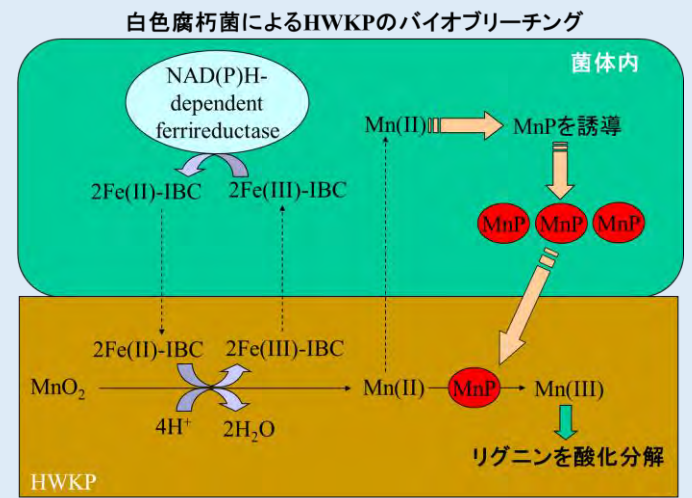 白色腐朽菌によるHWKPのバイオブリーチング
菌体内
NAD(P)H-
dependent
ferrireductase
Mn(II)
MnPを誘導
2Fe(II)-IBC
2Fe(III)-IBC
MnP
MnP
MnP
2Fe(II)-IBC
2Fe(III)-IBC
MnO₂
Mn(II)
MnP
Mn(III)
4H⁺
2H₂O
リグニンを酸化分解
HWKP